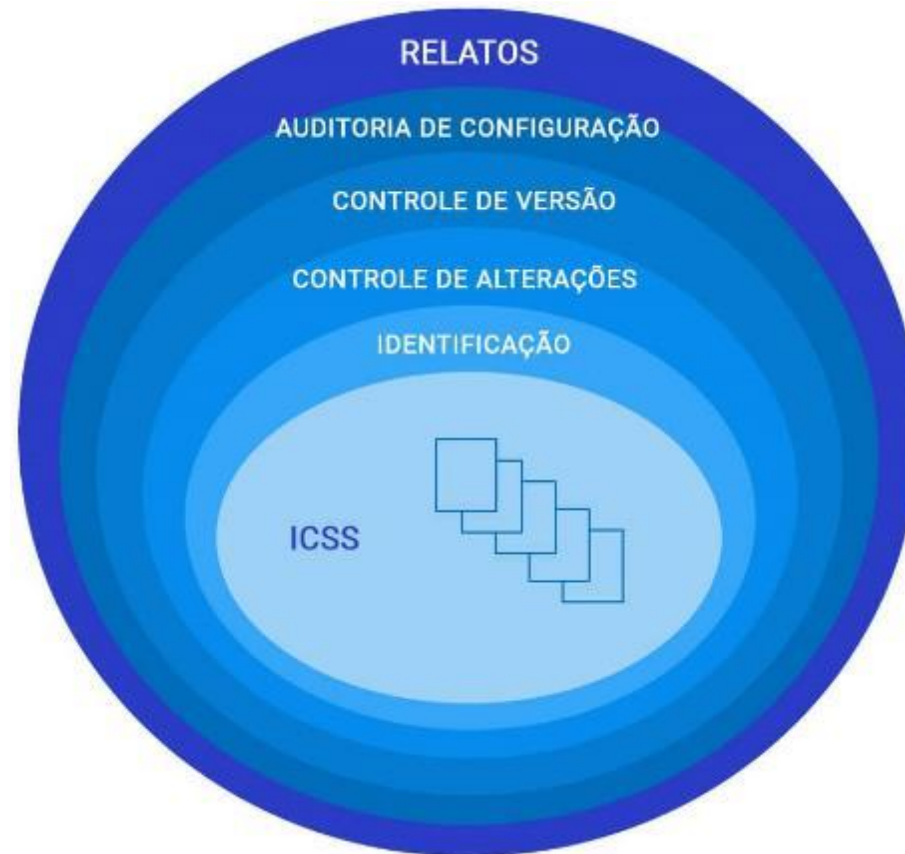 RELATOS
AUDITORIA DE CONFIGURAÇÃO
CONTROLE DE VERSÃO
CONTROLE DE ALTERAÇÕES
IDENTIFICAÇÃO
ICSS